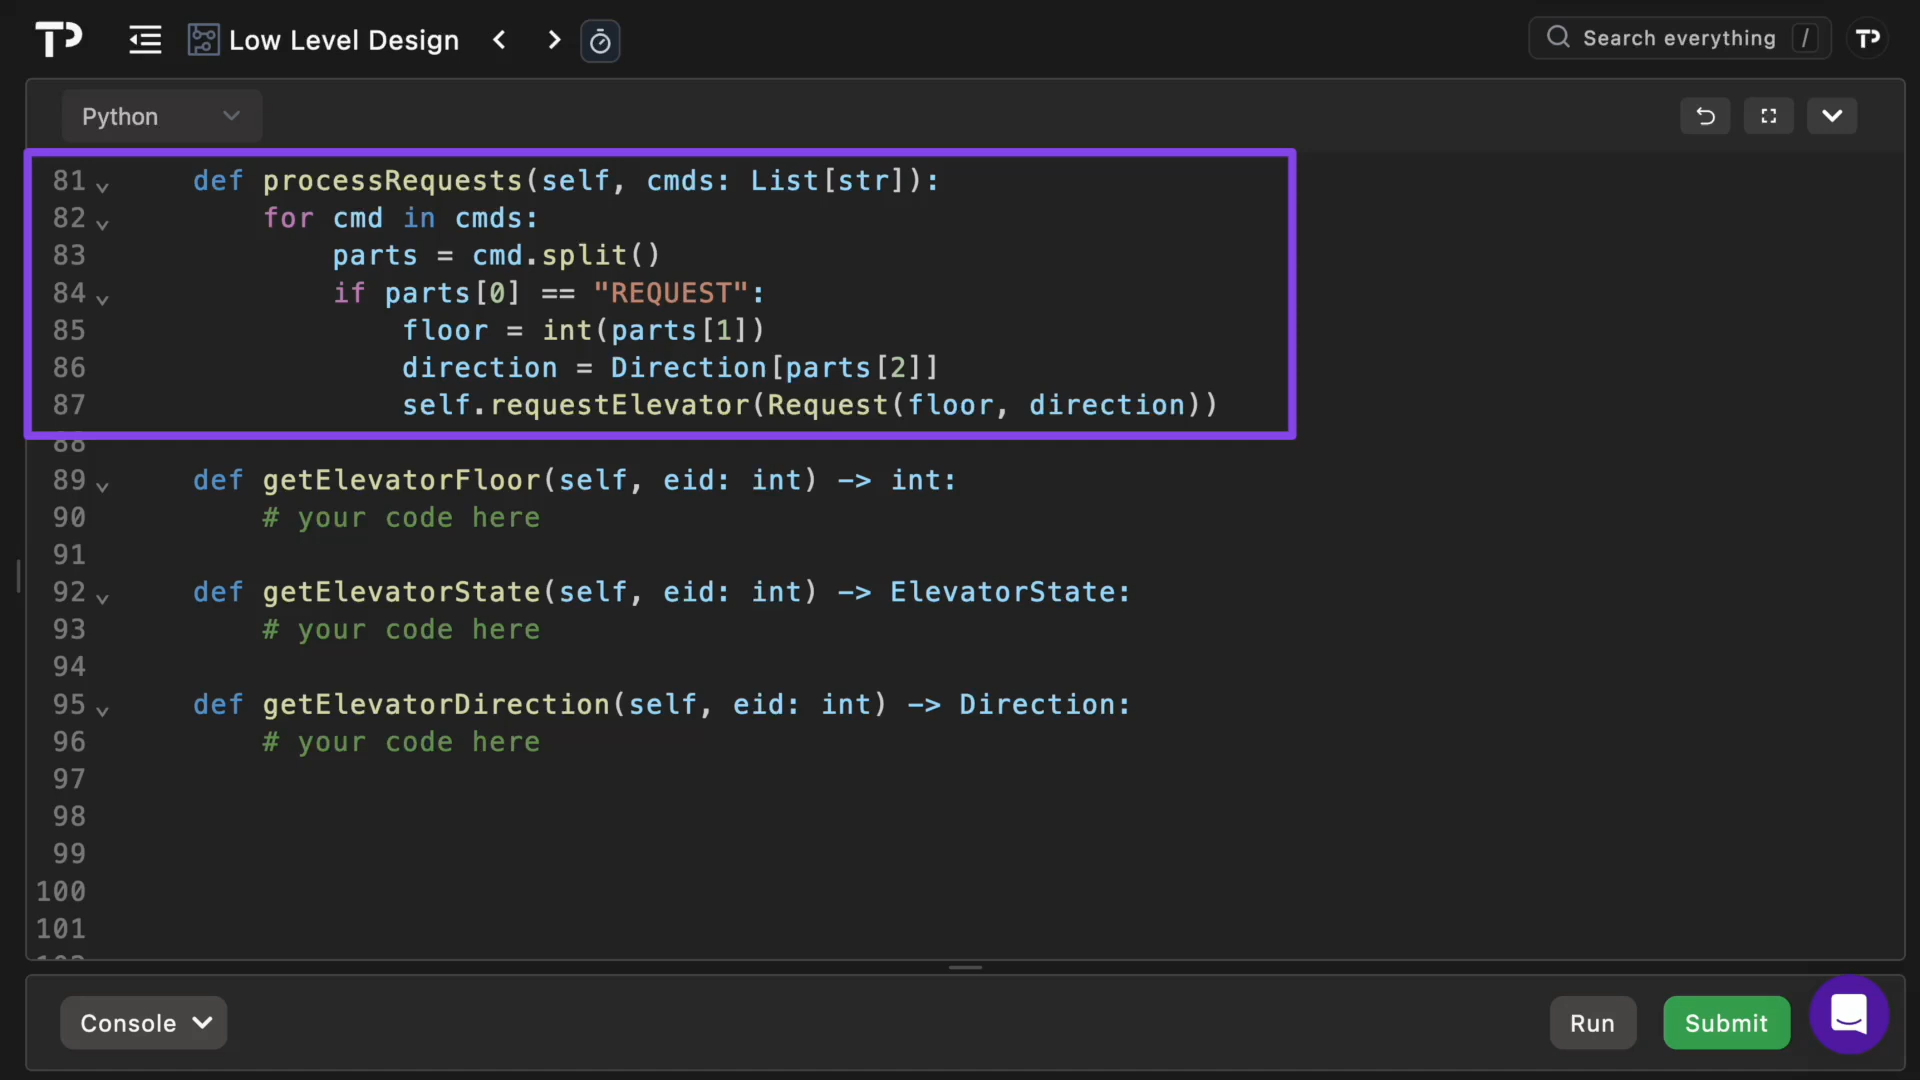 TP Low Level Design Search everything / TP
Python
81 def processRequests(self, cmds: List[str]):
82 for cmd in cmds:
83 parts = cmd.split()
84 if parts[0] == "REQUEST":
85 floor = int(parts[1])
86 direction = Direction[parts[2]]
87 self.requestElevator(Request(floor, direction))
88
89 def getElevatorFloor(self, eid: int) -> int:
90 # your code here
91
92 def getElevatorState(self, eid: int) -> ElevatorState:
93 # your code here
94
95 def getElevatorDirection(self, eid: int) -> Direction:
96 # your code here
97
98
99
100
101
Console Run Submit